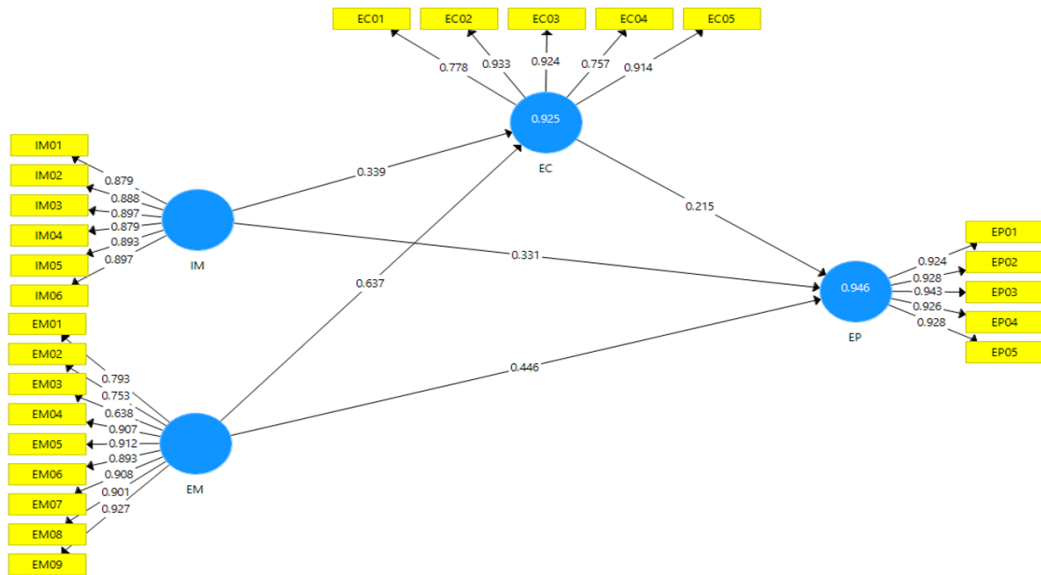 EC01 EC02 EC03 EC04 EC05
0.778 0.933 0.924 0.757 0.914
0.925
EC
IM01
IM02
IM03
IM04
IM05
IM06
0.879
0.888
0.897
0.879
0.893
0.897
IM
0.339
0.331
0.637
0.215
0.446
EM01
EM02
EM03
EM04
EM05
EM06
EM07
EM08
EM09
0.793
0.753
0.638
0.907
0.912
0.893
0.908
0.901
0.927
EM
0.946
EP
0.924
0.928
0.943
0.926
0.928
EP01
EP02
EP03
EP04
EP05